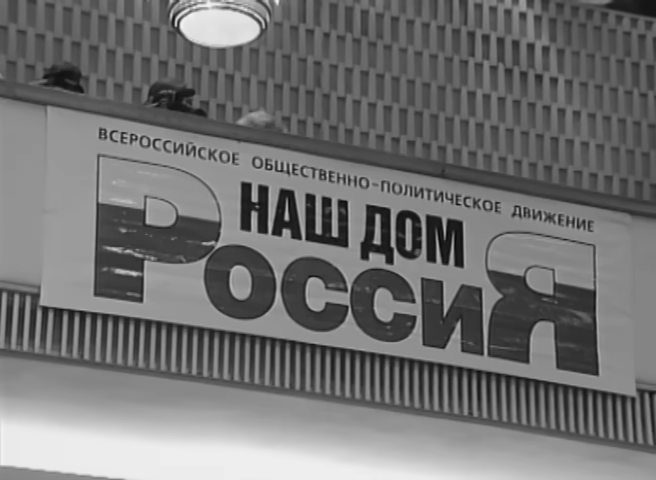 ВСЕРОССИЙСКОЕ ОБЩЕСТВЕННО-ПОЛИТИЧЕСКОЕ ДВИЖЕНИЕ
НАШ ДОМ
РОССИЯ